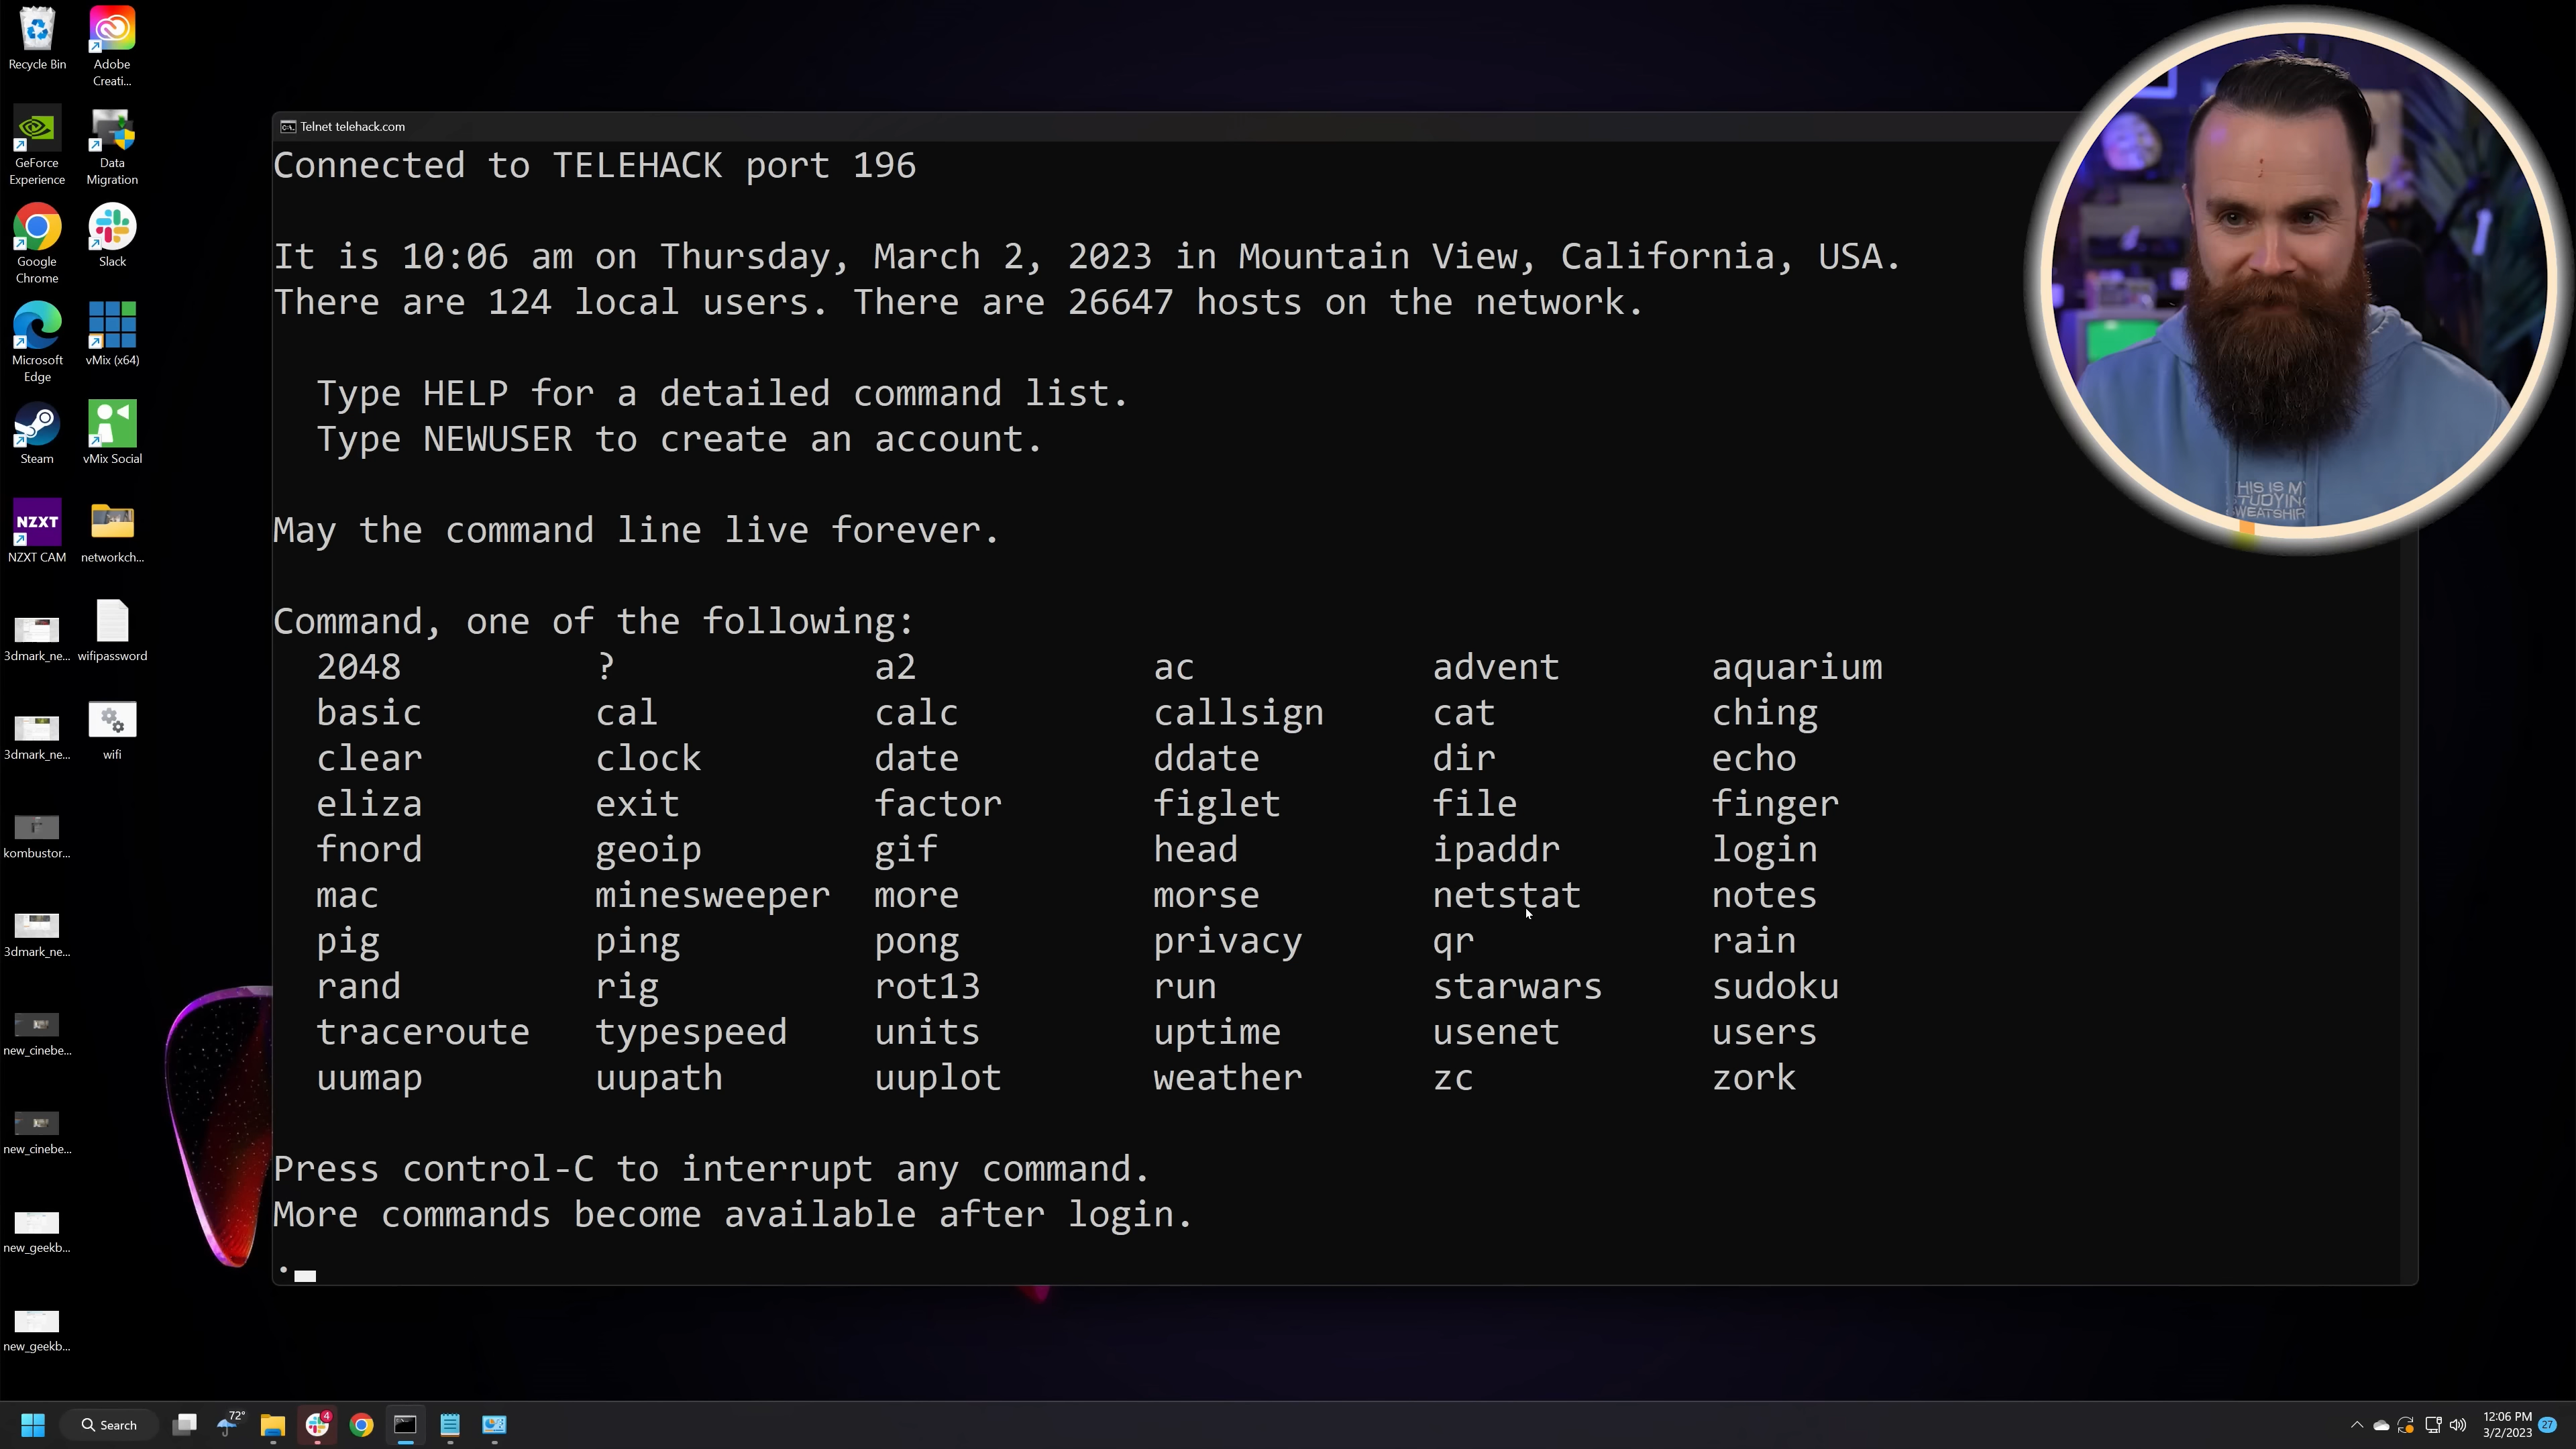 Recycle Bin
Adobe
Creati...
GeForce
Experience
Data
Migration
Google
Chrome
Slack
Microsoft
Edge
vMix (x64)
Steam
vMix Social
NZXT
NZXT CAM
networkch...
3dmark_ne...
wifipassword
3dmark_ne...
wifi
kombustor...
3dmark_ne...
new_cinebe...
new_cinebe...
new_geekb...
new_geekb...
Telnet telehack.com
Connected to TELEHACK port 196
It is 10:06 am on Thursday, March 2, 2023 in Mountain View, California, USA.
There are 124 local users. There are 26647 hosts on the network.
Type HELP for a detailed command list.
Type NEWUSER to create an account.
May the command line live forever.
Command, one of the following:
2048 ? a2 ac advent aquarium
basic cal calc callsign cat ching
clear clock date ddate dir echo
eliza exit factor figlet file finger
fnord geoip gif head ipaddr login
mac minesweeper more morse netstat notes
pig ping pong privacy qr rain
rand rig rot13 run starwars sudoku
traceroute typespeed units uptime usenet users
uumap uupath uuplot weather zc zork
Press control-C to interrupt any command.
More commands become available after login.
.
THIS IS MY
STUDYING
SWEATSHIRT
Search
72°
4
12:06 PM
3/2/2023
27